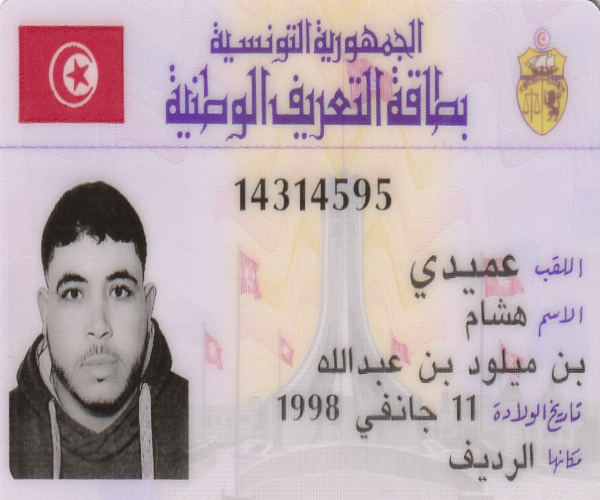 الجمهورية التونسية
بطاقة التعريف الوطنية
14314595
اللقب عميدي
الاسم هشام
بن ميلود بن عبدالله
تاريخ الولادة 11 جانفي 1998
مكانها الرديف